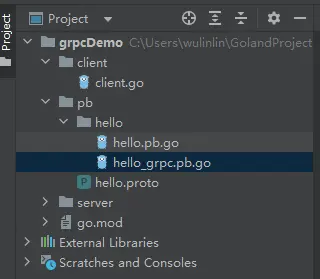 Project
Project
grpcDemo C:\Users\wulinlin\GolandProject
client
client.go
pb
hello
hello.pb.go
hello_grpc.pb.go
hello.proto
server
go.mod
External Libraries
Scratches and Consoles